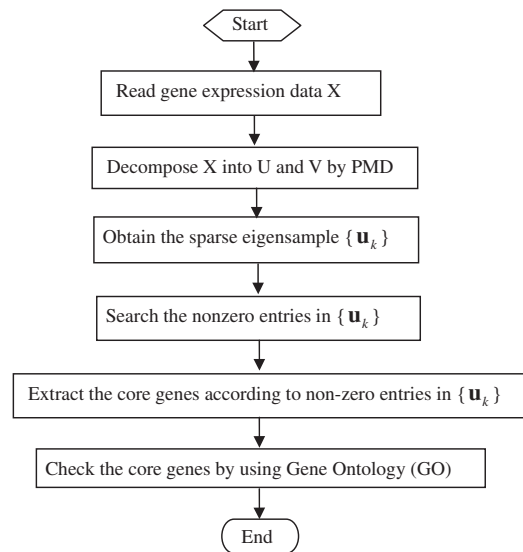 Start
Read gene expression data X
Decompose X into U and V by PMD
Obtain the sparse eigensample {u_k}
Search the nonzero entries in {u_k}
Extract the core genes according to non-zero entries in {u_k}
Check the core genes by using Gene Ontology (GO)
End